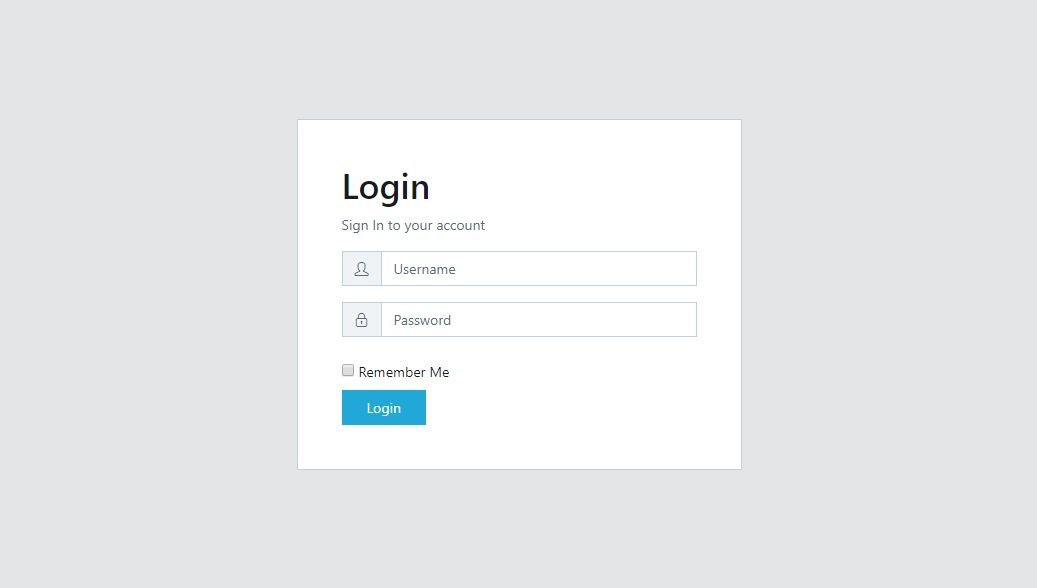 Login
Sign In to your account
Username
Password
Remember Me
Login